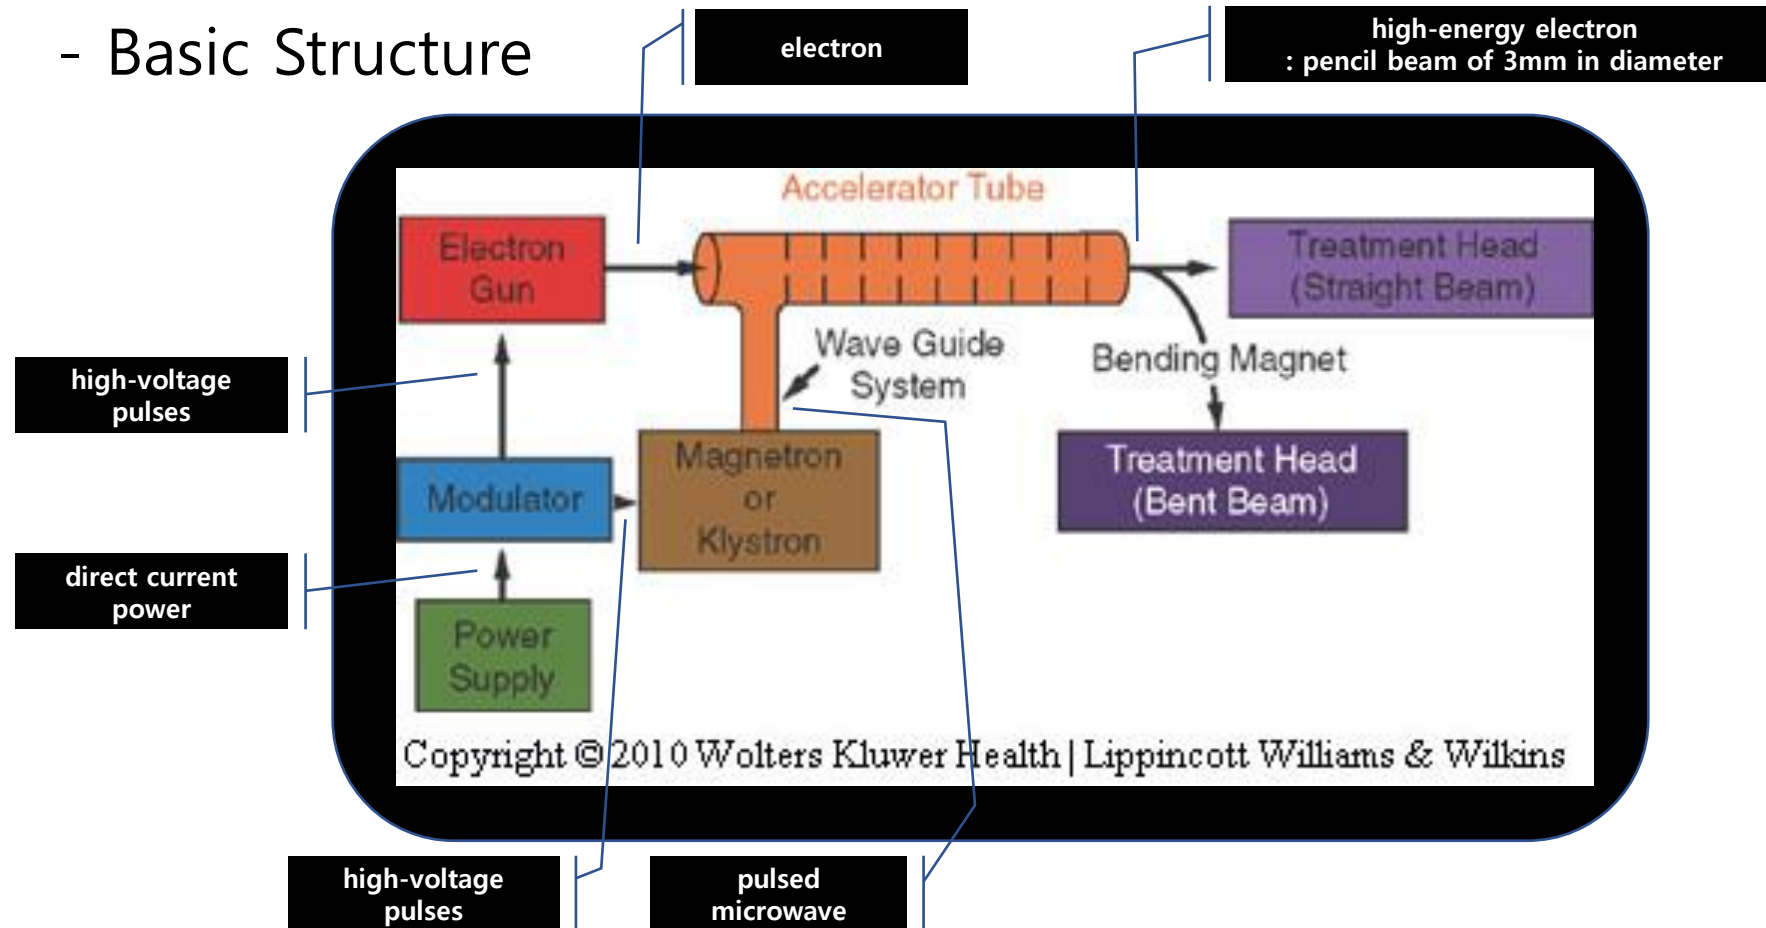 - Basic Structure
electron
high-energy electron
: pencil beam of 3mm in diameter
Accelerator Tube
Electron
Gun
Treatment Head
(Straight Beam)
Wave Guide
System
Bending Magnet
high-voltage
pulses
Modulator
Magnetron
or
Klystron
Treatment Head
(Bent Beam)
direct current
power
Power
Supply
Copyright © 2010 Wolters Kluwer Health | Lippincott Williams & Wilkins
high-voltage
pulses
pulsed
microwave